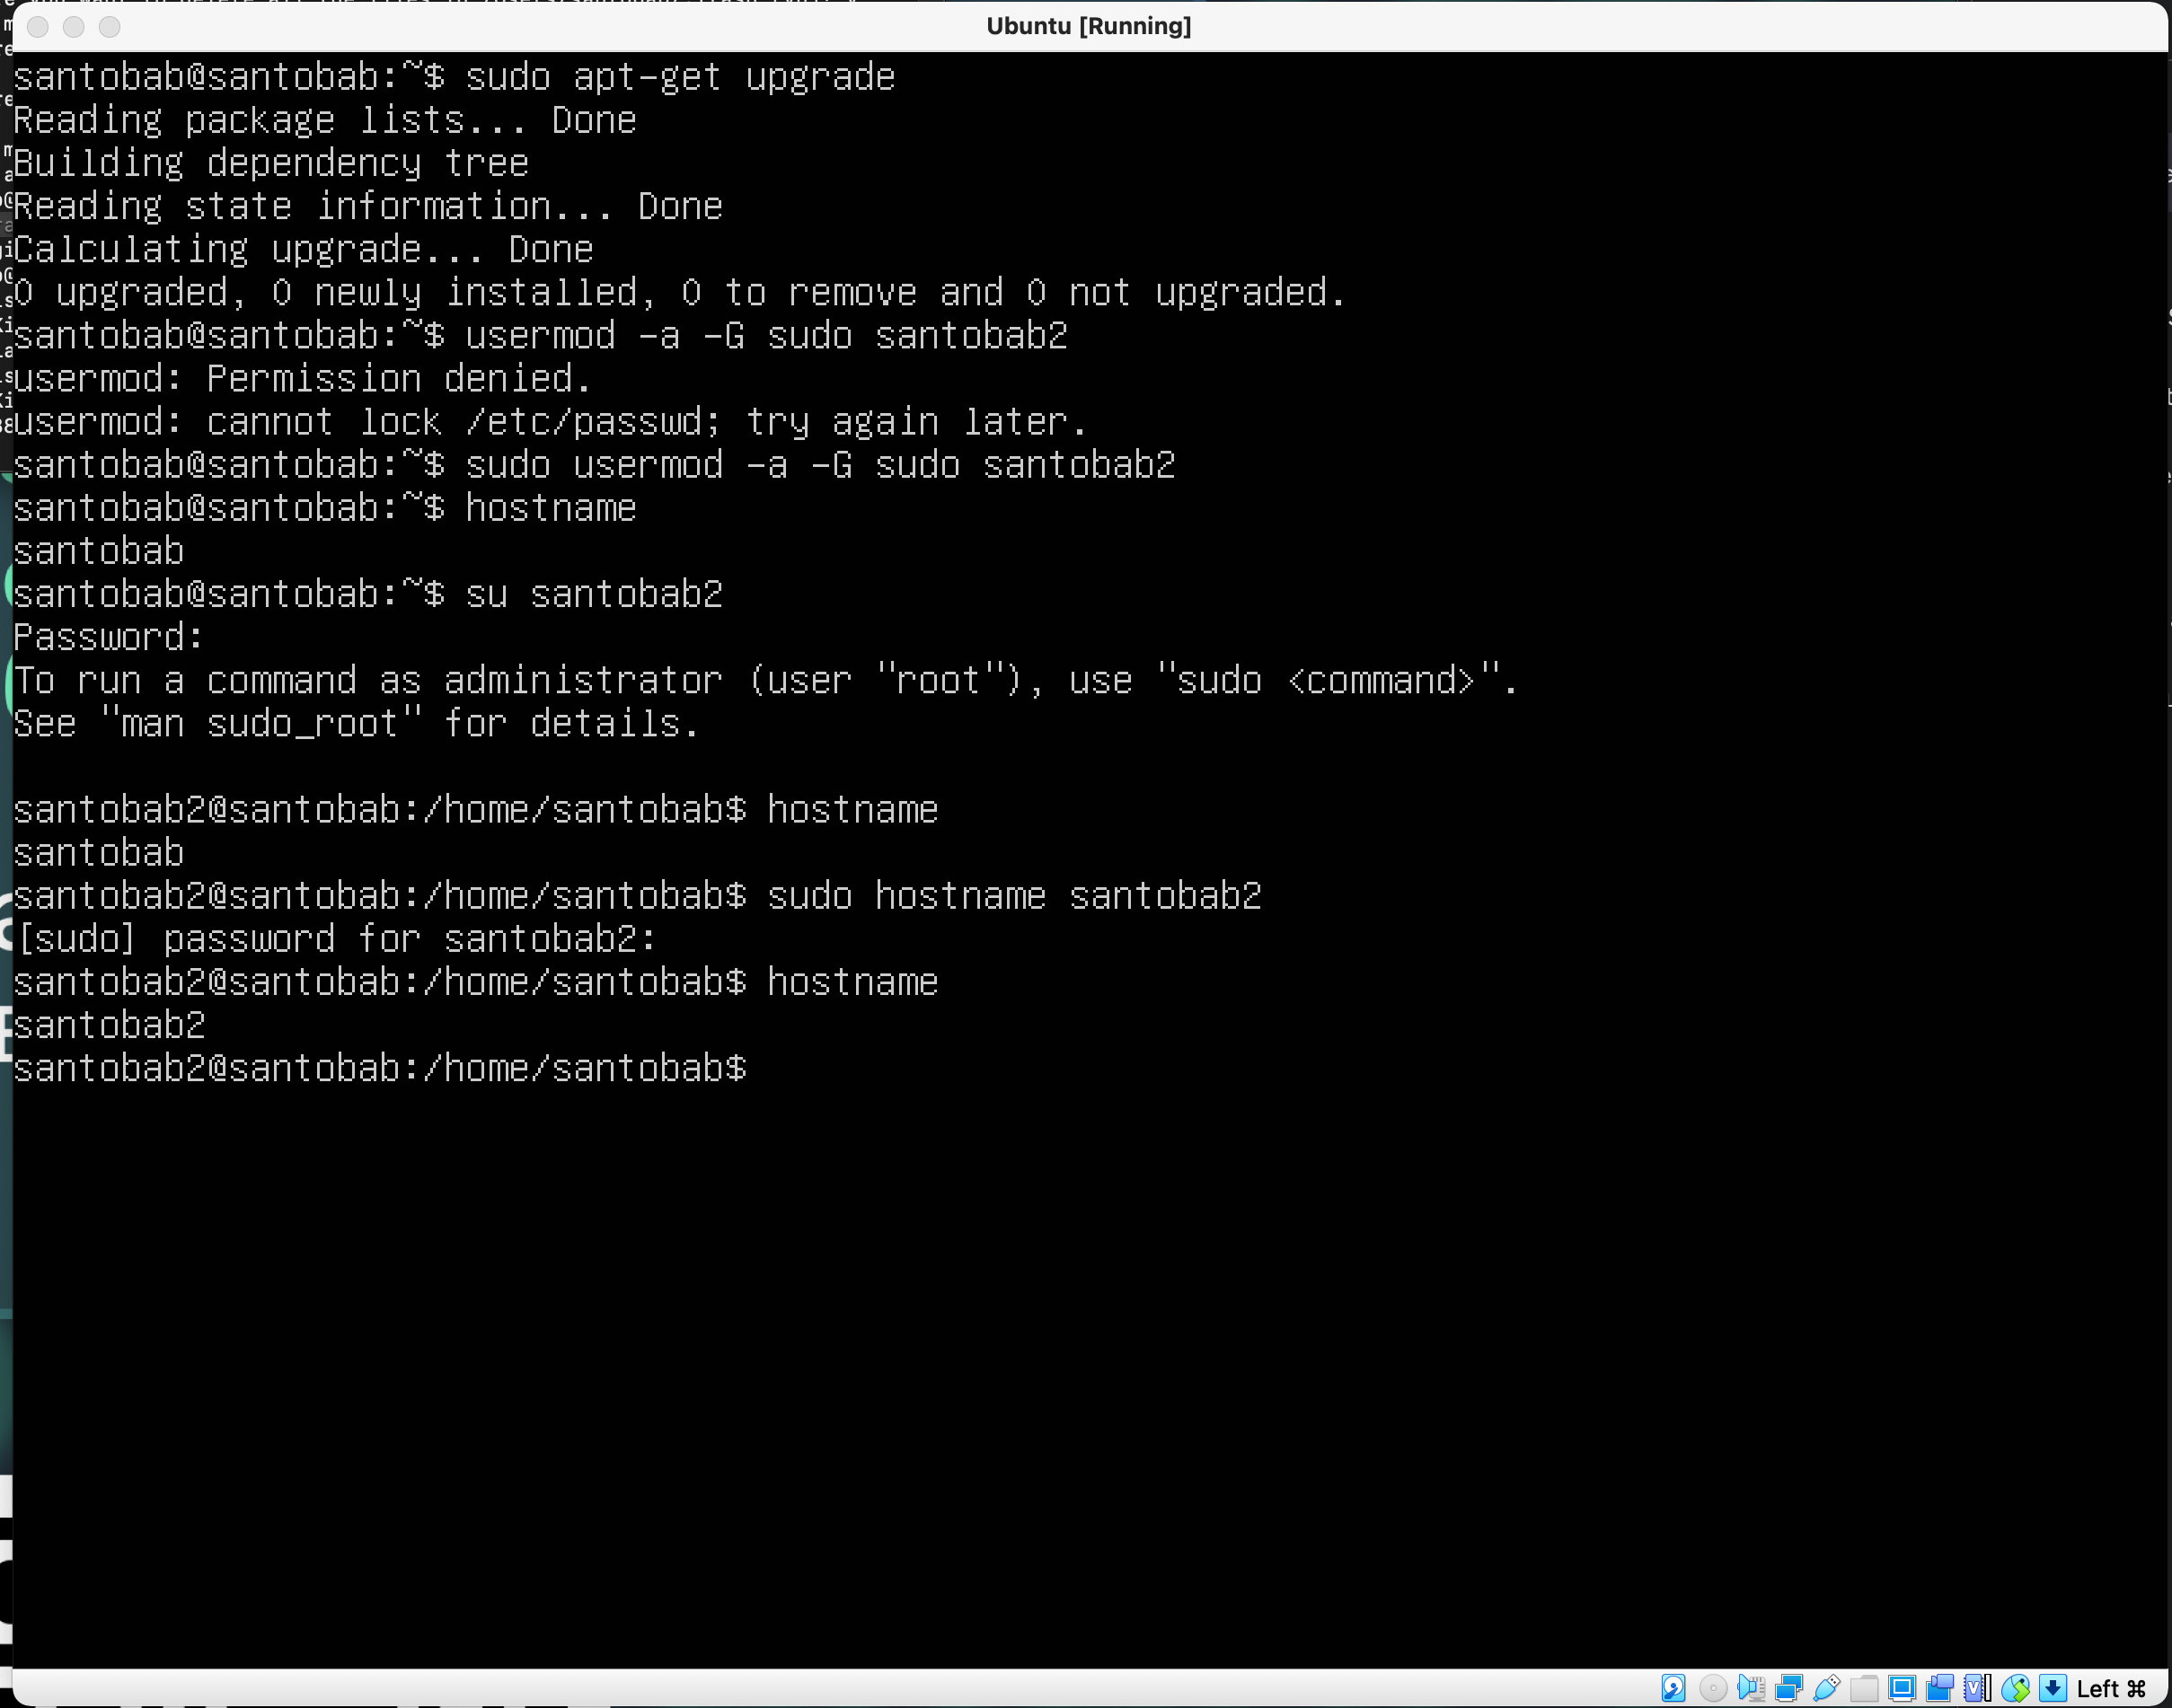 Ubuntu [Running]
santobab@santobab:~$ sudo apt-get upgrade
Reading package lists... Done
Building dependency tree
Reading state information... Done
Calculating upgrade... Done
0 upgraded, 0 newly installed, 0 to remove and 0 not upgraded.
santobab@santobab:~$ usermod -a -G sudo santobab2
usermod: Permission denied.
usermod: cannot lock /etc/passwd; try again later.
santobab@santobab:~$ sudo usermod -a -G sudo santobab2
santobab@santobab:~$ hostname
santobab
santobab@santobab:~$ su santobab2
Password:
To run a command as administrator (user "root"), use "sudo <command>".
See "man sudo_root" for details.
santobab2@santobab:/home/santobab$ hostname
santobab
santobab2@santobab:/home/santobab$ sudo hostname santobab2
[sudo] password for santobab2:
santobab2@santobab:/home/santobab$ hostname
santobab2
santobab2@santobab:/home/santobab$
Left ⌘